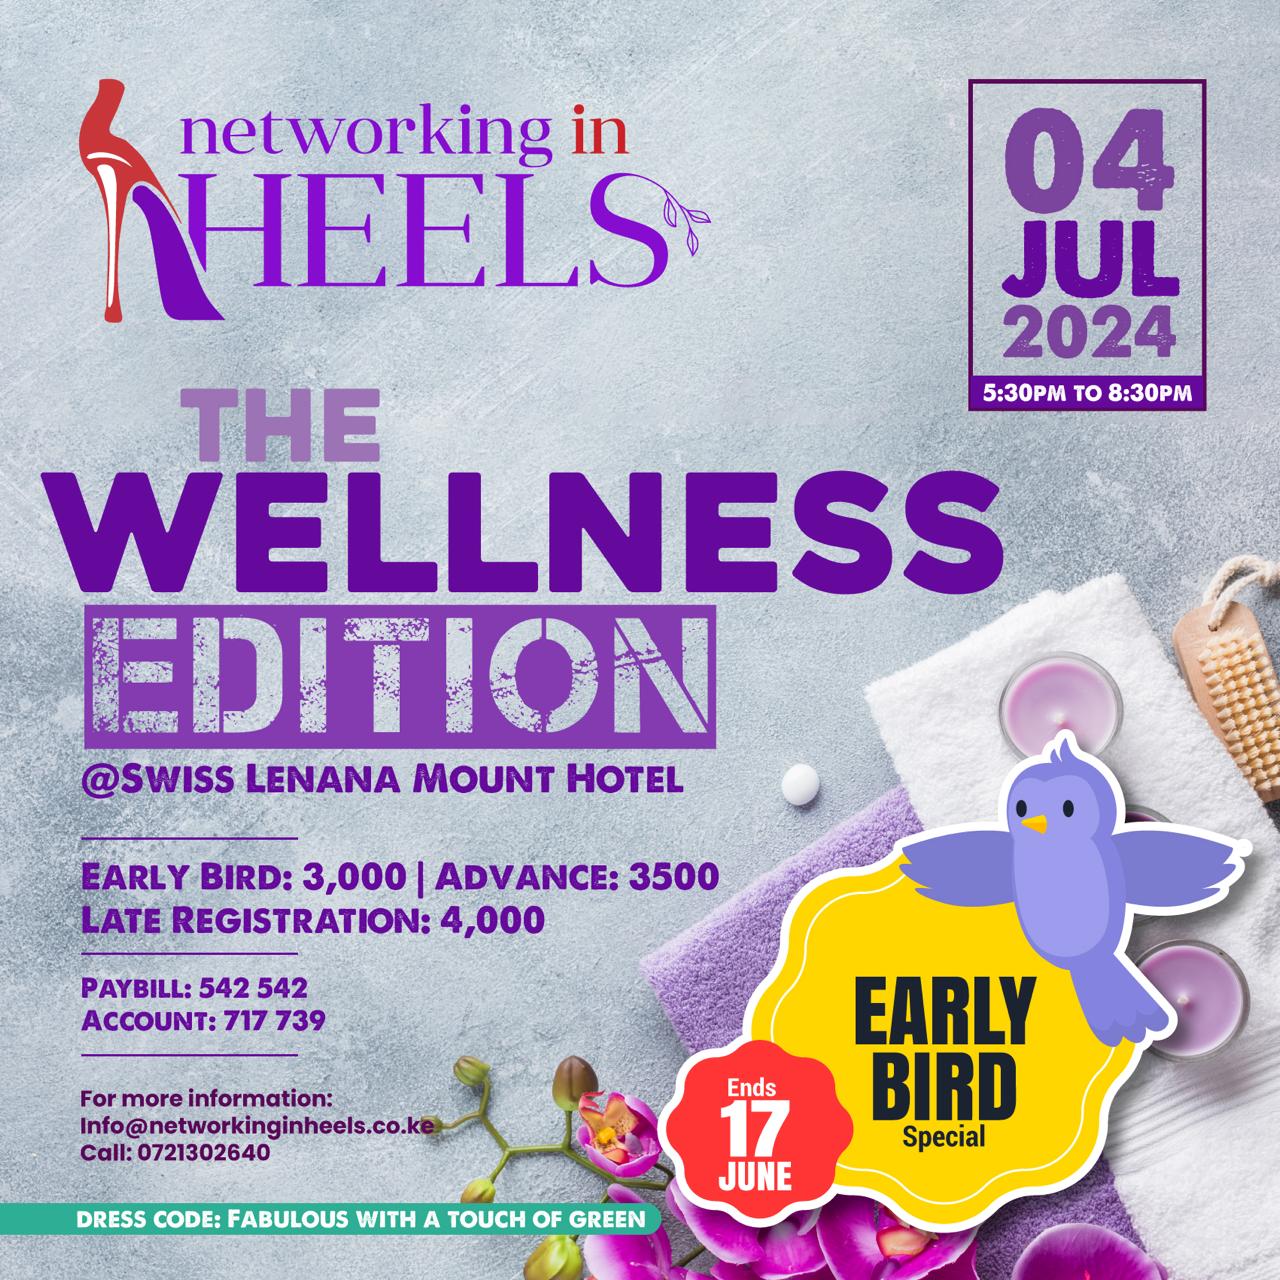 networking in
HEELS
04
JUL
2024
5:30PM TO 8:30PM
THE
WELLNESS
EDITION
@SWISS LENANA MOUNT HOTEL
EARLY BIRD: 3,000 | ADVANCE: 3500
LATE REGISTRATION: 4,000
PAYBILL: 542 542
ACCOUNT: 717 739
For more information:
Info@networkinginheels.co.ke
Call: 0721302640
DRESS CODE: FABULOUS WITH A TOUCH OF GREEN
EARLY
BIRD
Special
Ends
17
JUNE